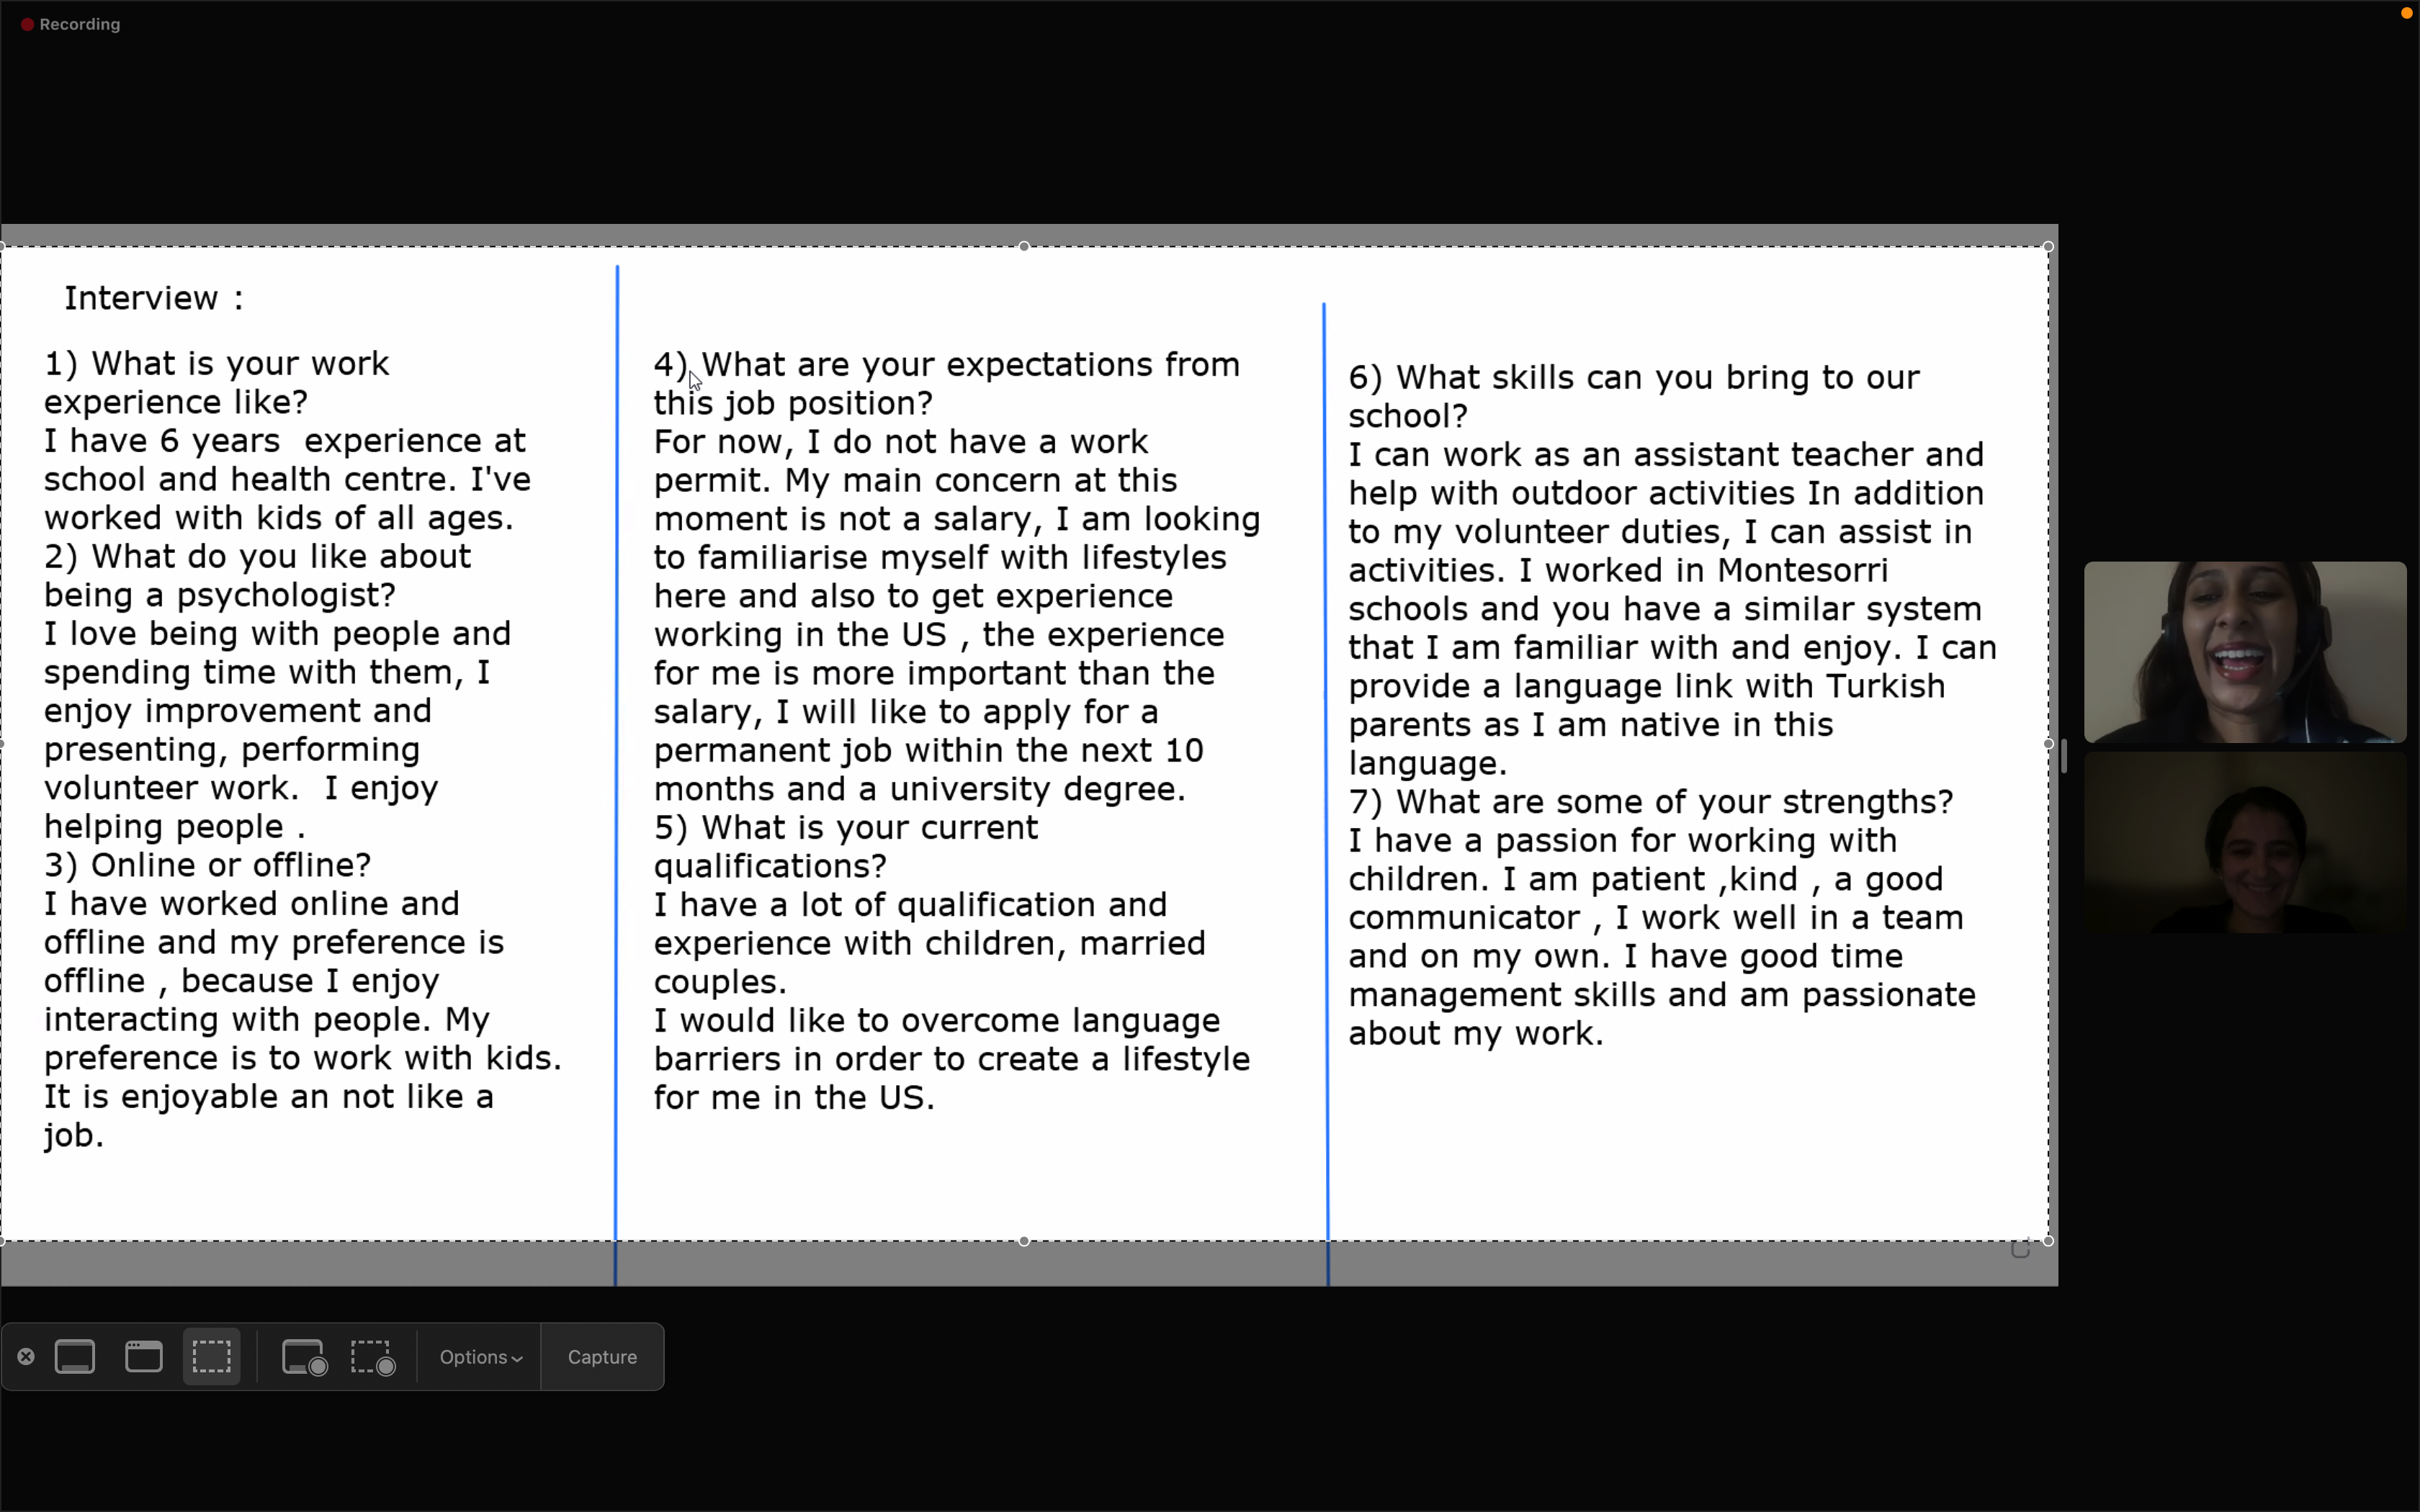 Recording
Interview :
1) What is your work
experience like?
I have 6 years  experience at
school and health centre. I've
worked with kids of all ages.
2) What do you like about
being a psychologist?
I love being with people and
spending time with them, I
enjoy improvement and
presenting, performing
volunteer work.  I enjoy
helping people .
3) Online or offline?
I have worked online and
offline and my preference is
offline , because I enjoy
interacting with people. My
preference is to work with kids.
It is enjoyable an not like a
job.
4) What are your expectations from
this job position?
For now, I do not have a work
permit. My main concern at this
moment is not a salary, I am looking
to familiarise myself with lifestyles
here and also to get experience
working in the US , the experience
for me is more important than the
salary, I will like to apply for a
permanent job within the next 10
months and a university degree.
5) What is your current
qualifications?
I have a lot of qualification and
experience with children, married
couples.
I would like to overcome language
barriers in order to create a lifestyle
for me in the US.
6) What skills can you bring to our
school?
I can work as an assistant teacher and
help with outdoor activities In addition
to my volunteer duties, I can assist in
activities. I worked in Montesorri
schools and you have a similar system
that I am familiar with and enjoy. I can
provide a language link with Turkish
parents as I am native in this
language.
7) What are some of your strengths?
I have a passion for working with
children. I am patient ,kind , a good
communicator , I work well in a team
and on my own. I have good time
management skills and am passionate
about my work.
Options
Capture